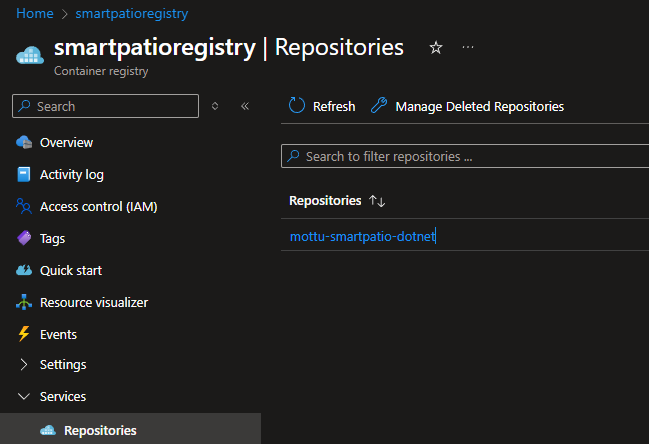 Home > smartpatioregistry
smartpatioregistry | Repositories
Container registry
Search
Refresh
Manage Deleted Repositories
Overview
Activity log
Search to filter repositories ...
Access control (IAM)
Repositories
Tags
mottu-smartpatio-dotnet
Quick start
Resource visualizer
Events
Settings
Services
Repositories